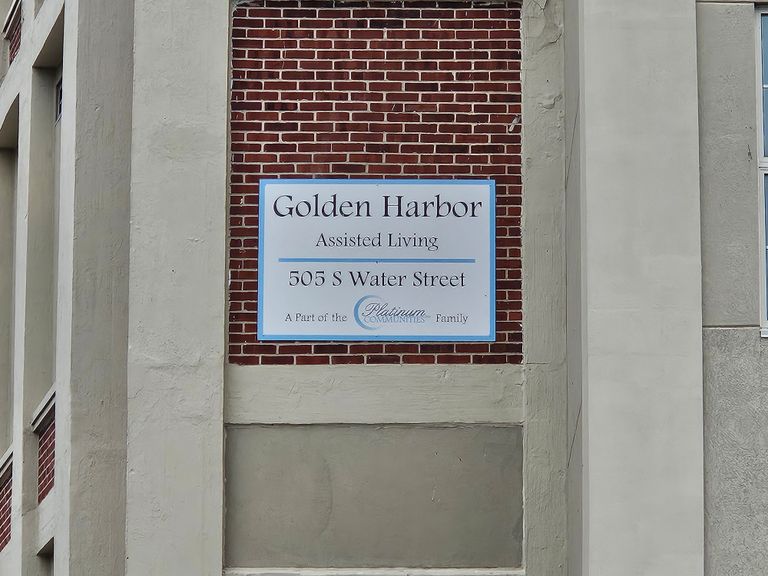 Golden Harbor
Assisted Living
505 S Water Street
A Part of the Platinum COMMUNITIES Family